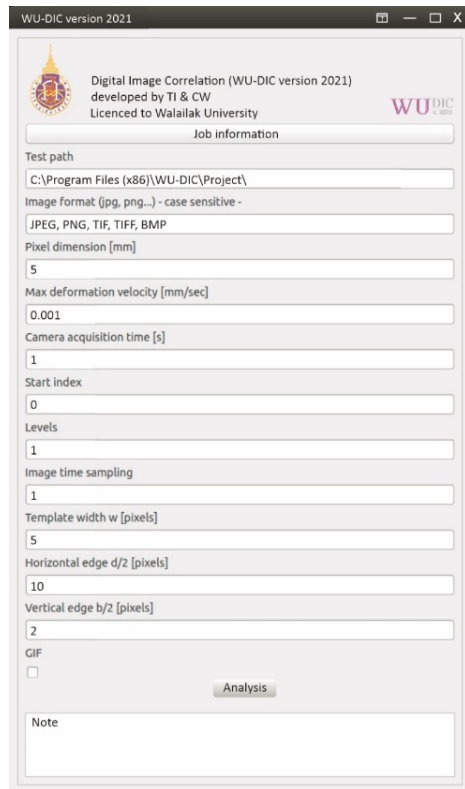 WU-DIC version 2021
X
Digital Image Correlation (WU-DIC version 2021)
developed by TI & CW
Licenced to Walailak University
WUDIC
v. 2021
Job information
Test path
C:\Program Files (x86)\WU-DIC\Project\
Image format (jpg, png...) - case sensitive -
JPEG, PNG, TIF, TIFF, BMP
Pixel dimension [mm]
5
Max deformation velocity [mm/sec]
0.001
Camera acquisition time [s]
1
Start index
0
Levels
1
Image time sampling
1
Template width w [pixels]
5
Horizontal edge d/2 [pixels]
10
Vertical edge b/2 [pixels]
2
GIF
Analysis
Note